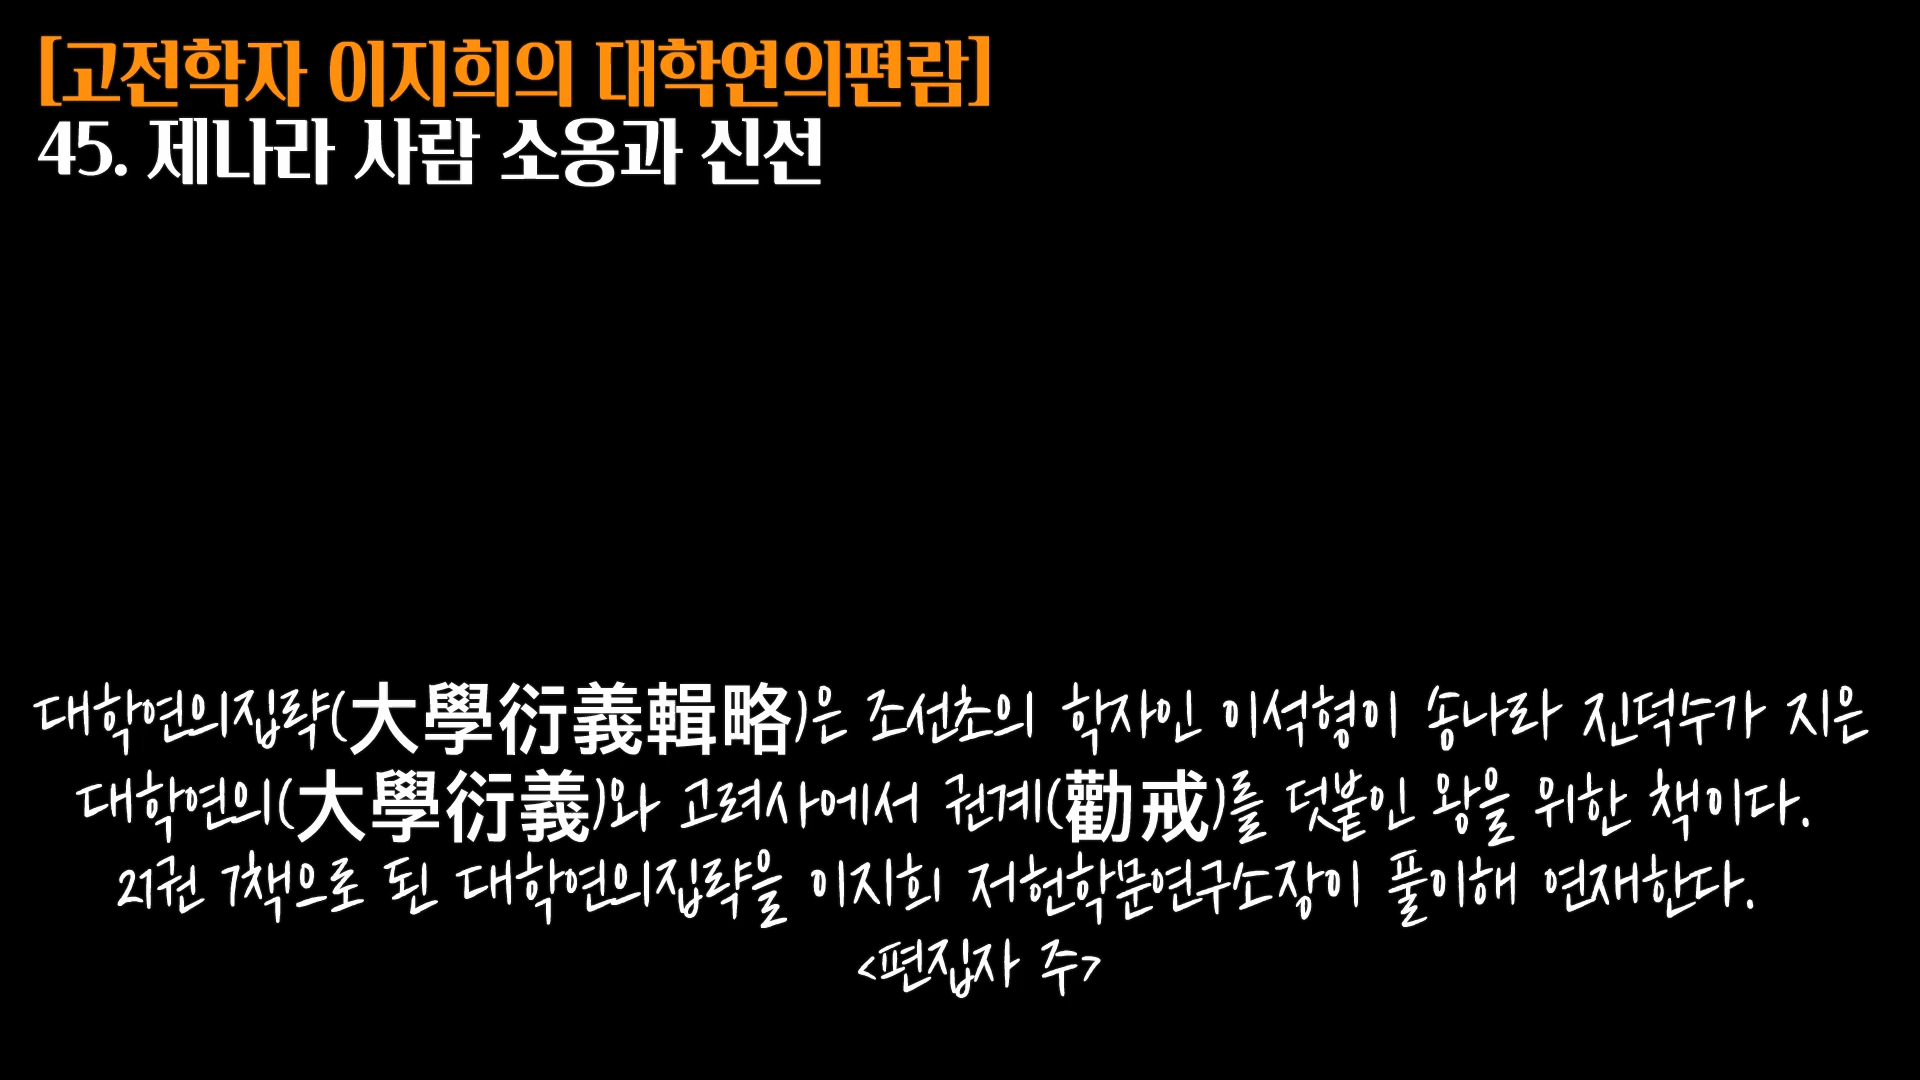 [고전학자 이지희의 대학연의편람]
45. 제나라 사람 소옹과 신선
대학연의집략(大學衍義輯略)은 조선초의 학자인 이석형이 송나라 진덕수가 지은
대학연의(大學衍義)와 고려사에서 권계(勸戒)를 덧붙인 왕을 위한 책이다.
21권 7책으로 된 대학연의집략을 이지희 저헌학문연구소장이 풀이해 연재한다.
<편집자 주>